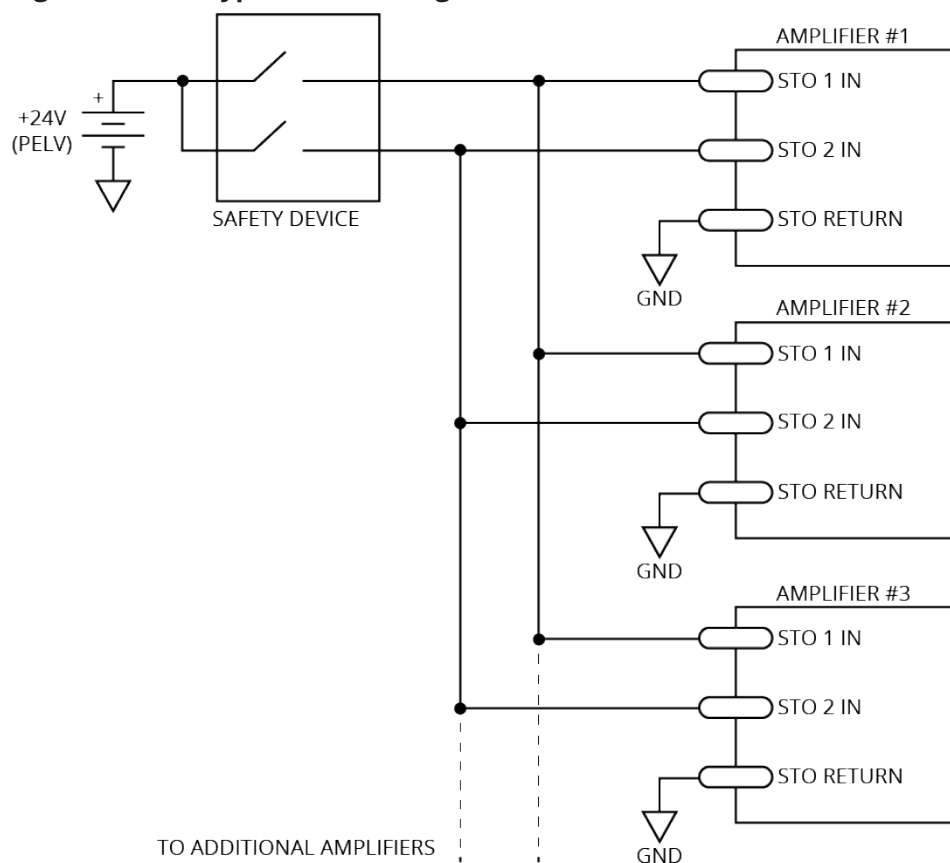 AMPLIFIER #1
STO 1 IN
+
+24V
(PELV)
STO 2 IN
SAFETY DEVICE
STO RETURN
GND
AMPLIFIER #2
STO 1 IN
STO 2 IN
STO RETURN
GND
AMPLIFIER #3
STO 1 IN
STO 2 IN
STO RETURN
TO ADDITIONAL AMPLIFIERS
GND